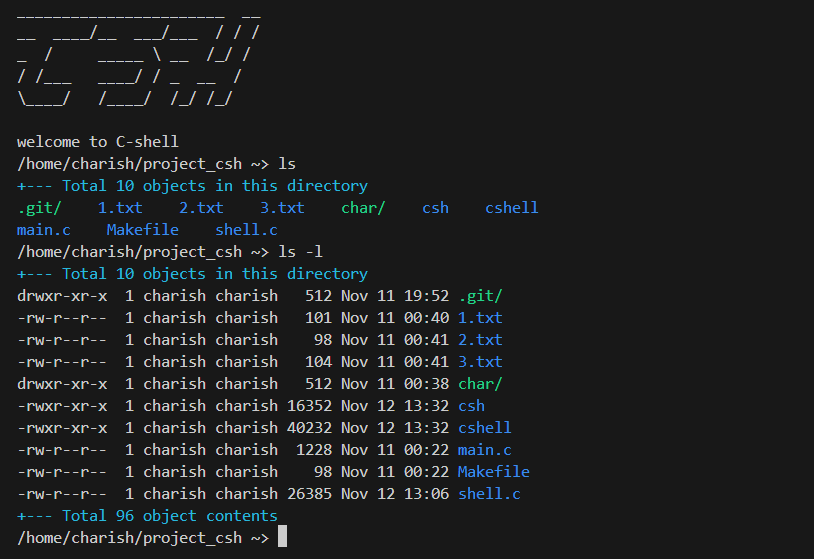 _______________________  __
__  ____/__  ___/___  / / /
_  /     _____ \ __  /_/ /
/ /___   ____/ / _  __  /
\____/   /____/  /_/ /_/
welcome to C-shell
/home/charish/project_csh ~> ls
+--- Total 10 objects in this directory
.git/    1.txt    2.txt    3.txt    char/    csh    cshell
main.c    Makefile    shell.c
/home/charish/project_csh ~> ls -l
+--- Total 10 objects in this directory
drwxr-xr-x  1 charish charish   512 Nov 11 19:52 .git/
-rw-r--r--  1 charish charish   101 Nov 11 00:40 1.txt
-rw-r--r--  1 charish charish    98 Nov 11 00:41 2.txt
-rw-r--r--  1 charish charish   104 Nov 11 00:41 3.txt
drwxr-xr-x  1 charish charish   512 Nov 11 00:38 char/
-rwxr-xr-x  1 charish charish 16352 Nov 12 13:32 csh
-rwxr-xr-x  1 charish charish 40232 Nov 12 13:32 cshell
-rw-r--r--  1 charish charish  1228 Nov 11 00:22 main.c
-rw-r--r--  1 charish charish    98 Nov 11 00:22 Makefile
-rw-r--r--  1 charish charish 26385 Nov 12 13:06 shell.c
+--- Total 96 object contents
/home/charish/project_csh ~>